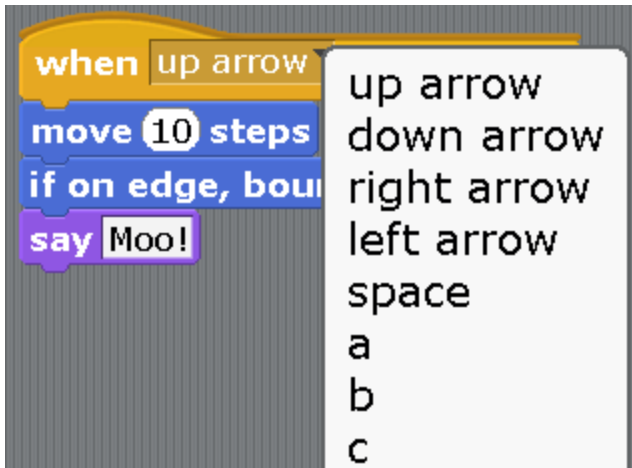 when up arrow
move 10 steps
if on edge,
say Moo!
up arrow
down arrow
right arrow
left arrow
space
a
b
c